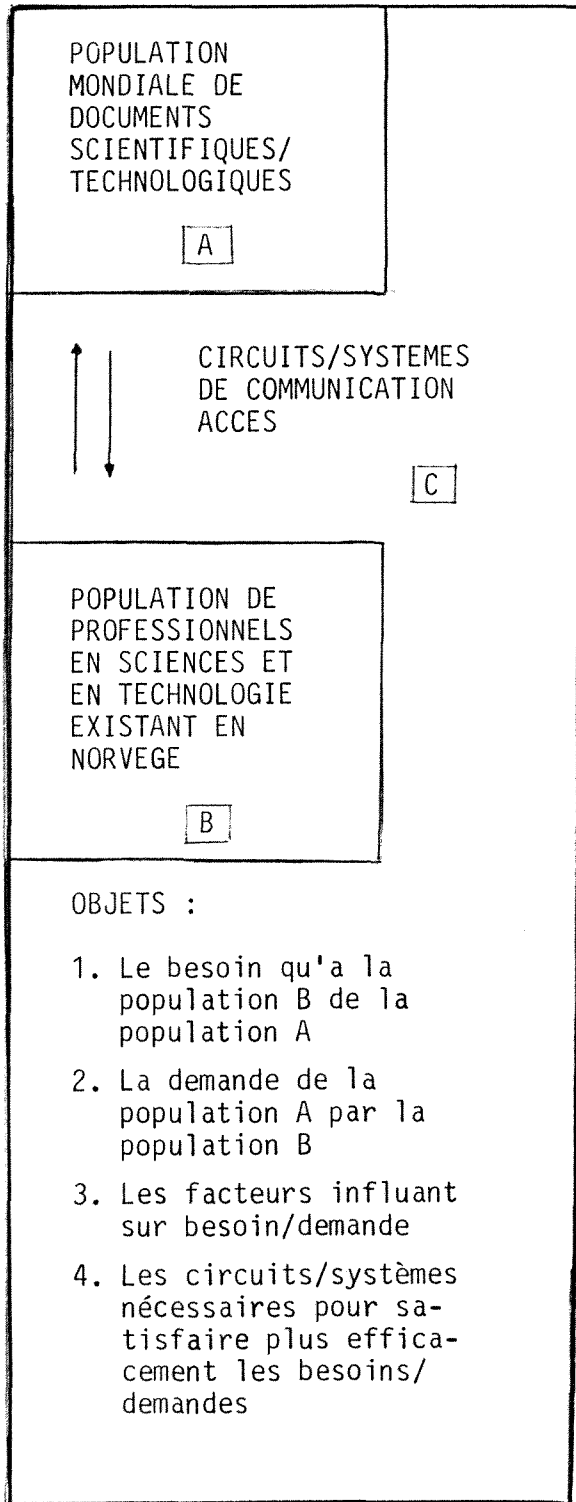 POPULATION
MONDIALE DE
DOCUMENTS
SCIENTIFIQUES/
TECHNOLOGIQUES
A
CIRCUITS/SYSTEMES
DE COMMUNICATION
ACCES
C
POPULATION DE
PROFESSIONNELS
EN SCIENCES ET
EN TECHNOLOGIE
EXISTANT EN
NORVEGE
B
OBJETS :
1. Le besoin qu'a la
population B de la
population A
2. La demande de la
population A par la
population B
3. Les facteurs influant
sur besoin/demande
4. Les circuits/systèmes
nécessaires pour sa-
tisfaire plus effica-
cement les besoins/
demandes